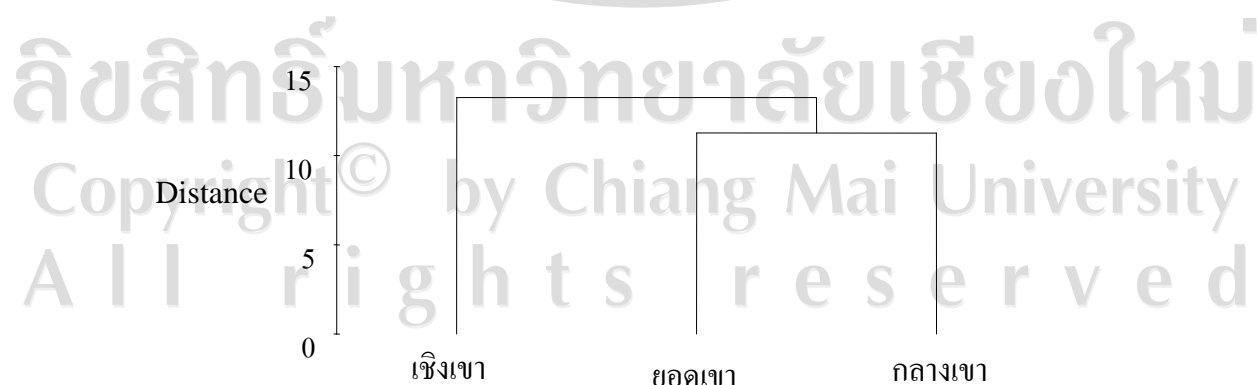 ลิขสิทธิ์มหาวิทยาลัยเชียงใหม่
Copyright© by Chiang Mai University
All rights reserved
15
10
Distance
5
0
เชิงเขา
ยอดเขา
กลางเขา